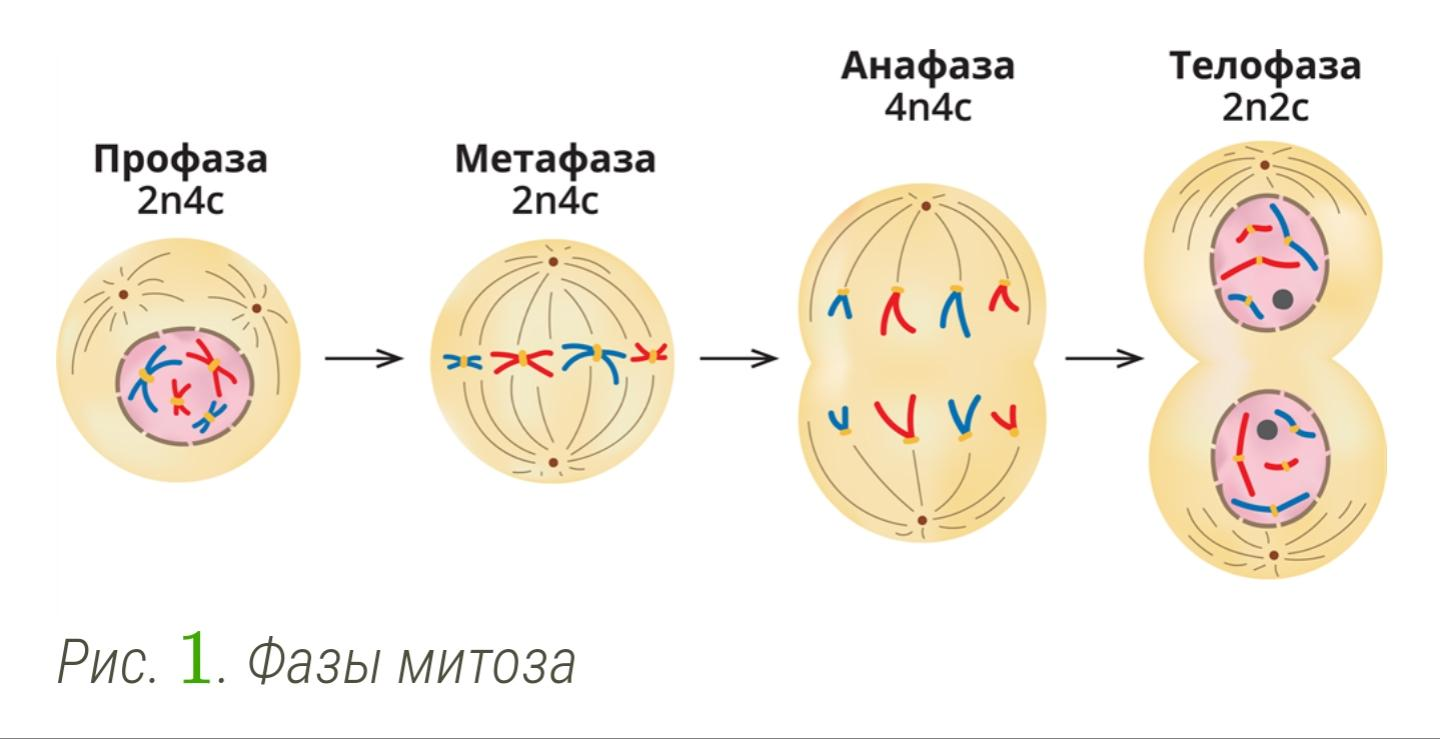 Профаза
2n4c
Метафаза
2n4c
Анафаза
4n4c
Телофаза
2n2c
Рис. 1. Фазы митоза